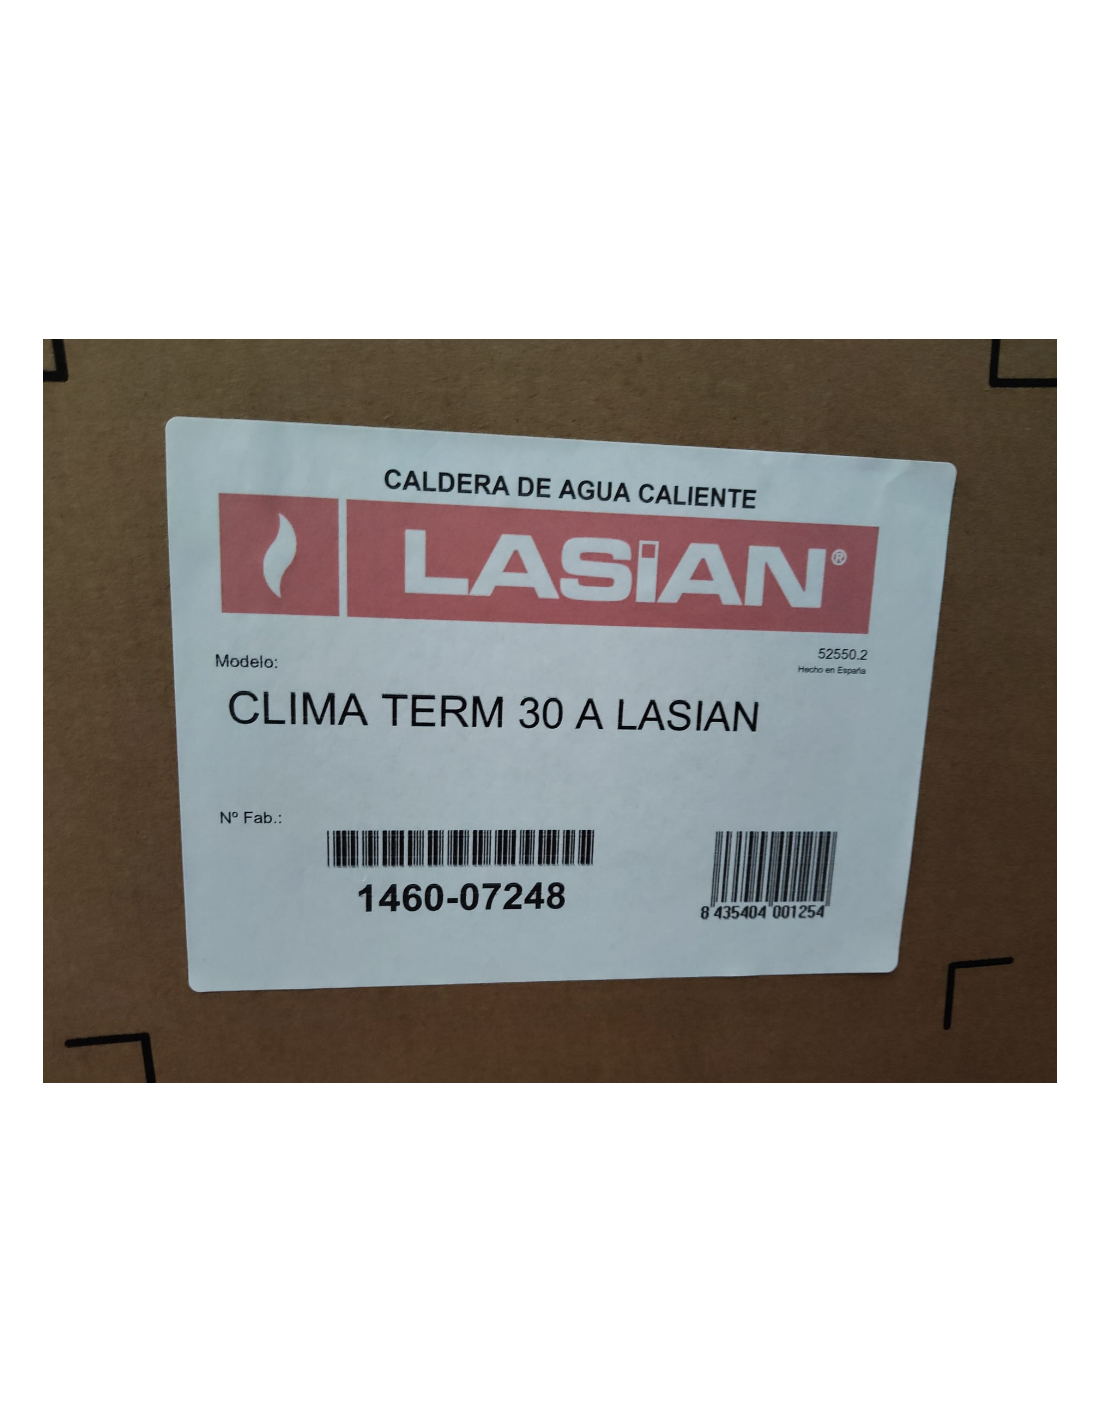 CALDERA DE AGUA CALIENTE
LASiAN®
52550.2
Hecho en España
Modelo:
CLIMA TERM 30 A LASIAN
Nº Fab.:
1460-07248
8 435404 001254